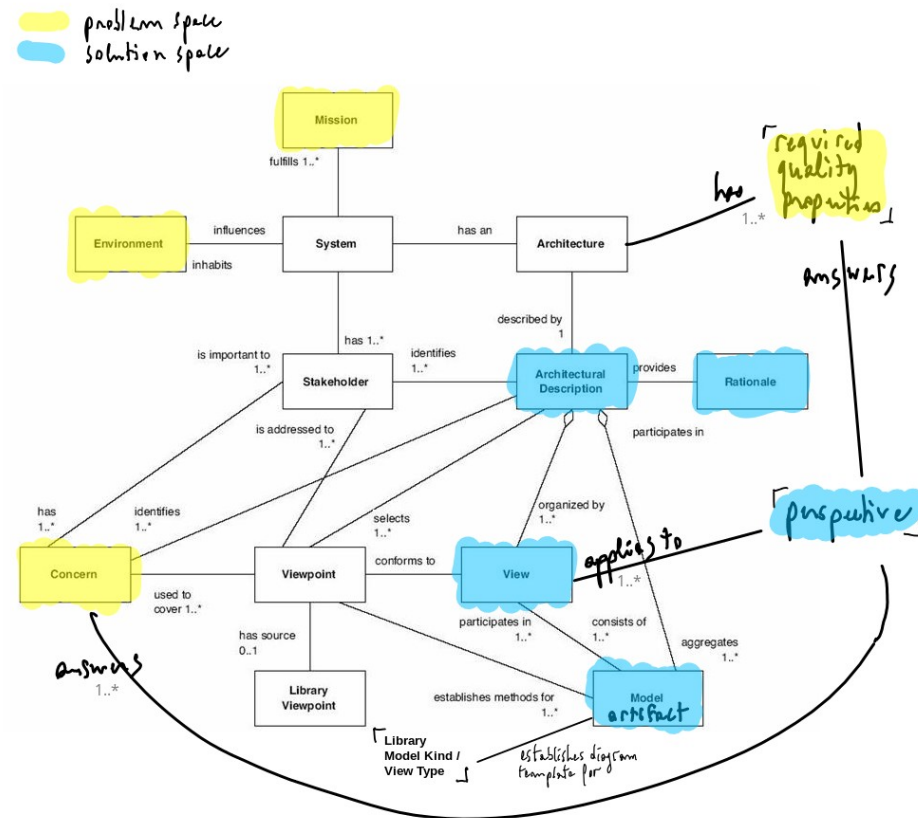 problem space
solution space
Mission
fulfills 1..*
required
quality
properties
has
1..*
Environment
influences
inhabits
System
has an
Architecture
answers
described by
1
has 1..*
is important to
1..*
identifies
1..*
Stakeholder
Architectural
Description
provides
Rationale
is addressed to
1..*
participates in
has
1..*
identifies
1..*
selects
1..*
organized by
1..*
perspective
applies to
1..*
Concern
used to
cover 1..*
Viewpoint
conforms to
View
participates in
1..*
consists of
1..*
aggregates
1..*
has source
0..1
answers
1..*
Library
Viewpoint
establishes methods for
1..*
Model
artifact
Library
Model Kind /
View Type
establishes diagram
template for